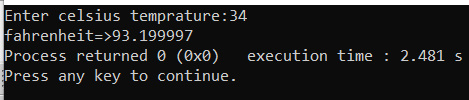 Enter celsius temprature:34
fahrenheit=>93.199997
Process returned 0 (0x0)   execution time : 2.481 s
Press any key to continue.